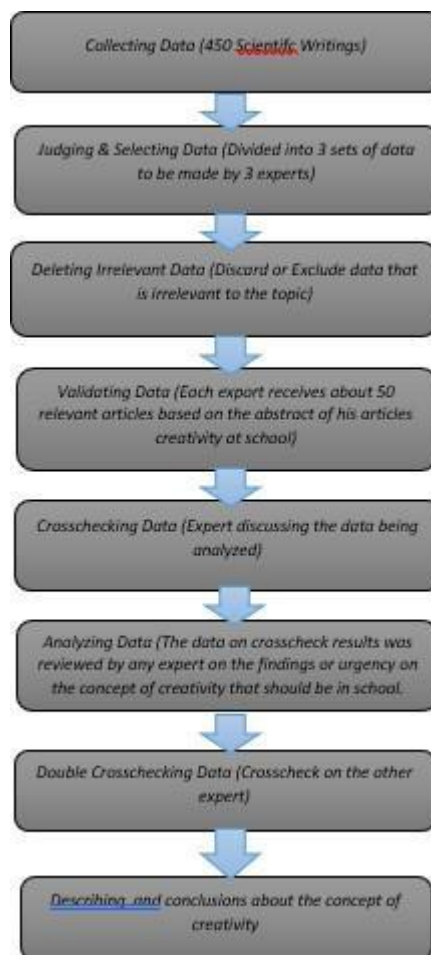 Collecting Data (450 Scientifc Writings)
Judging & Selecting Data (Divided into 3 sets of data
to be made by 3 experts)
Deleting Irrelevant Data (Discard or Exclude data that
is irrelevant to the topic)
Validating Data (Each export receives about 50
relevant articles based on the abstract of his articles
creativity at school)
Crosschecking Data (Expert discussing the data being
analyzed)
Analyzing Data (The data on crosscheck results was
reviewed by any expert on the findings or urgency on
the concept of creativity that should be in school.
Double Crosschecking Data (Crosscheck on the other
expert)
Describing and conclusions about the concept of
creativity